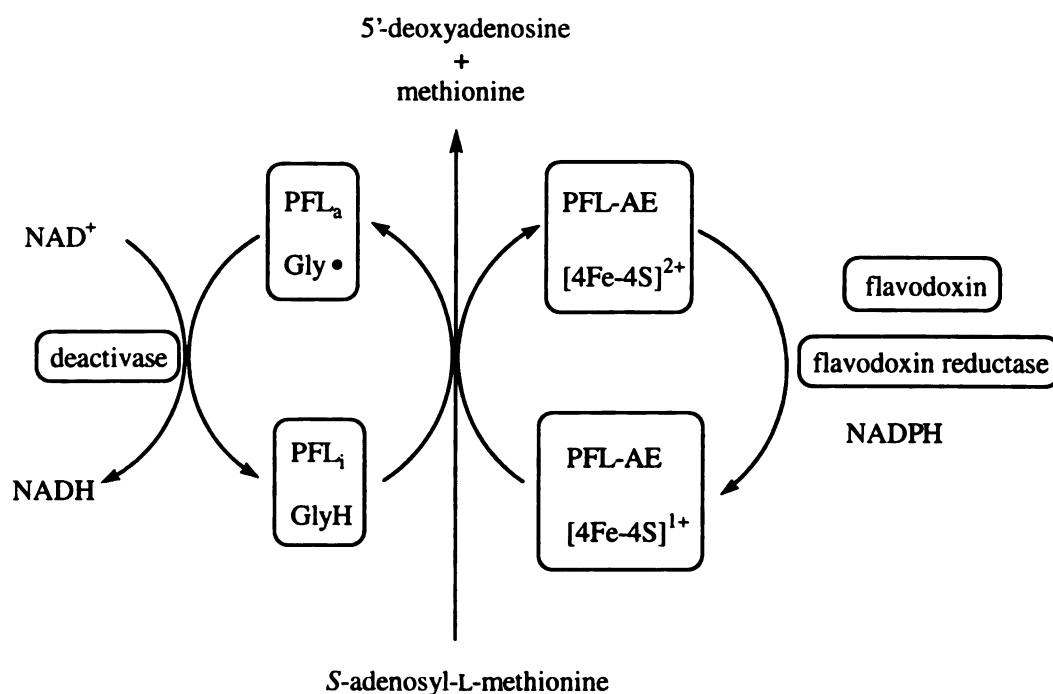 5'-deoxyadenosine
+
methionine
NAD⁺
deactivase
NADH
PFLₐ
Gly •
PFLᵢ
GlyH
PFL-AE
[4Fe-4S]²⁺
PFL-AE
[4Fe-4S]¹⁺
flavodoxin
flavodoxin reductase
NADPH
S-adenosyl-L-methionine